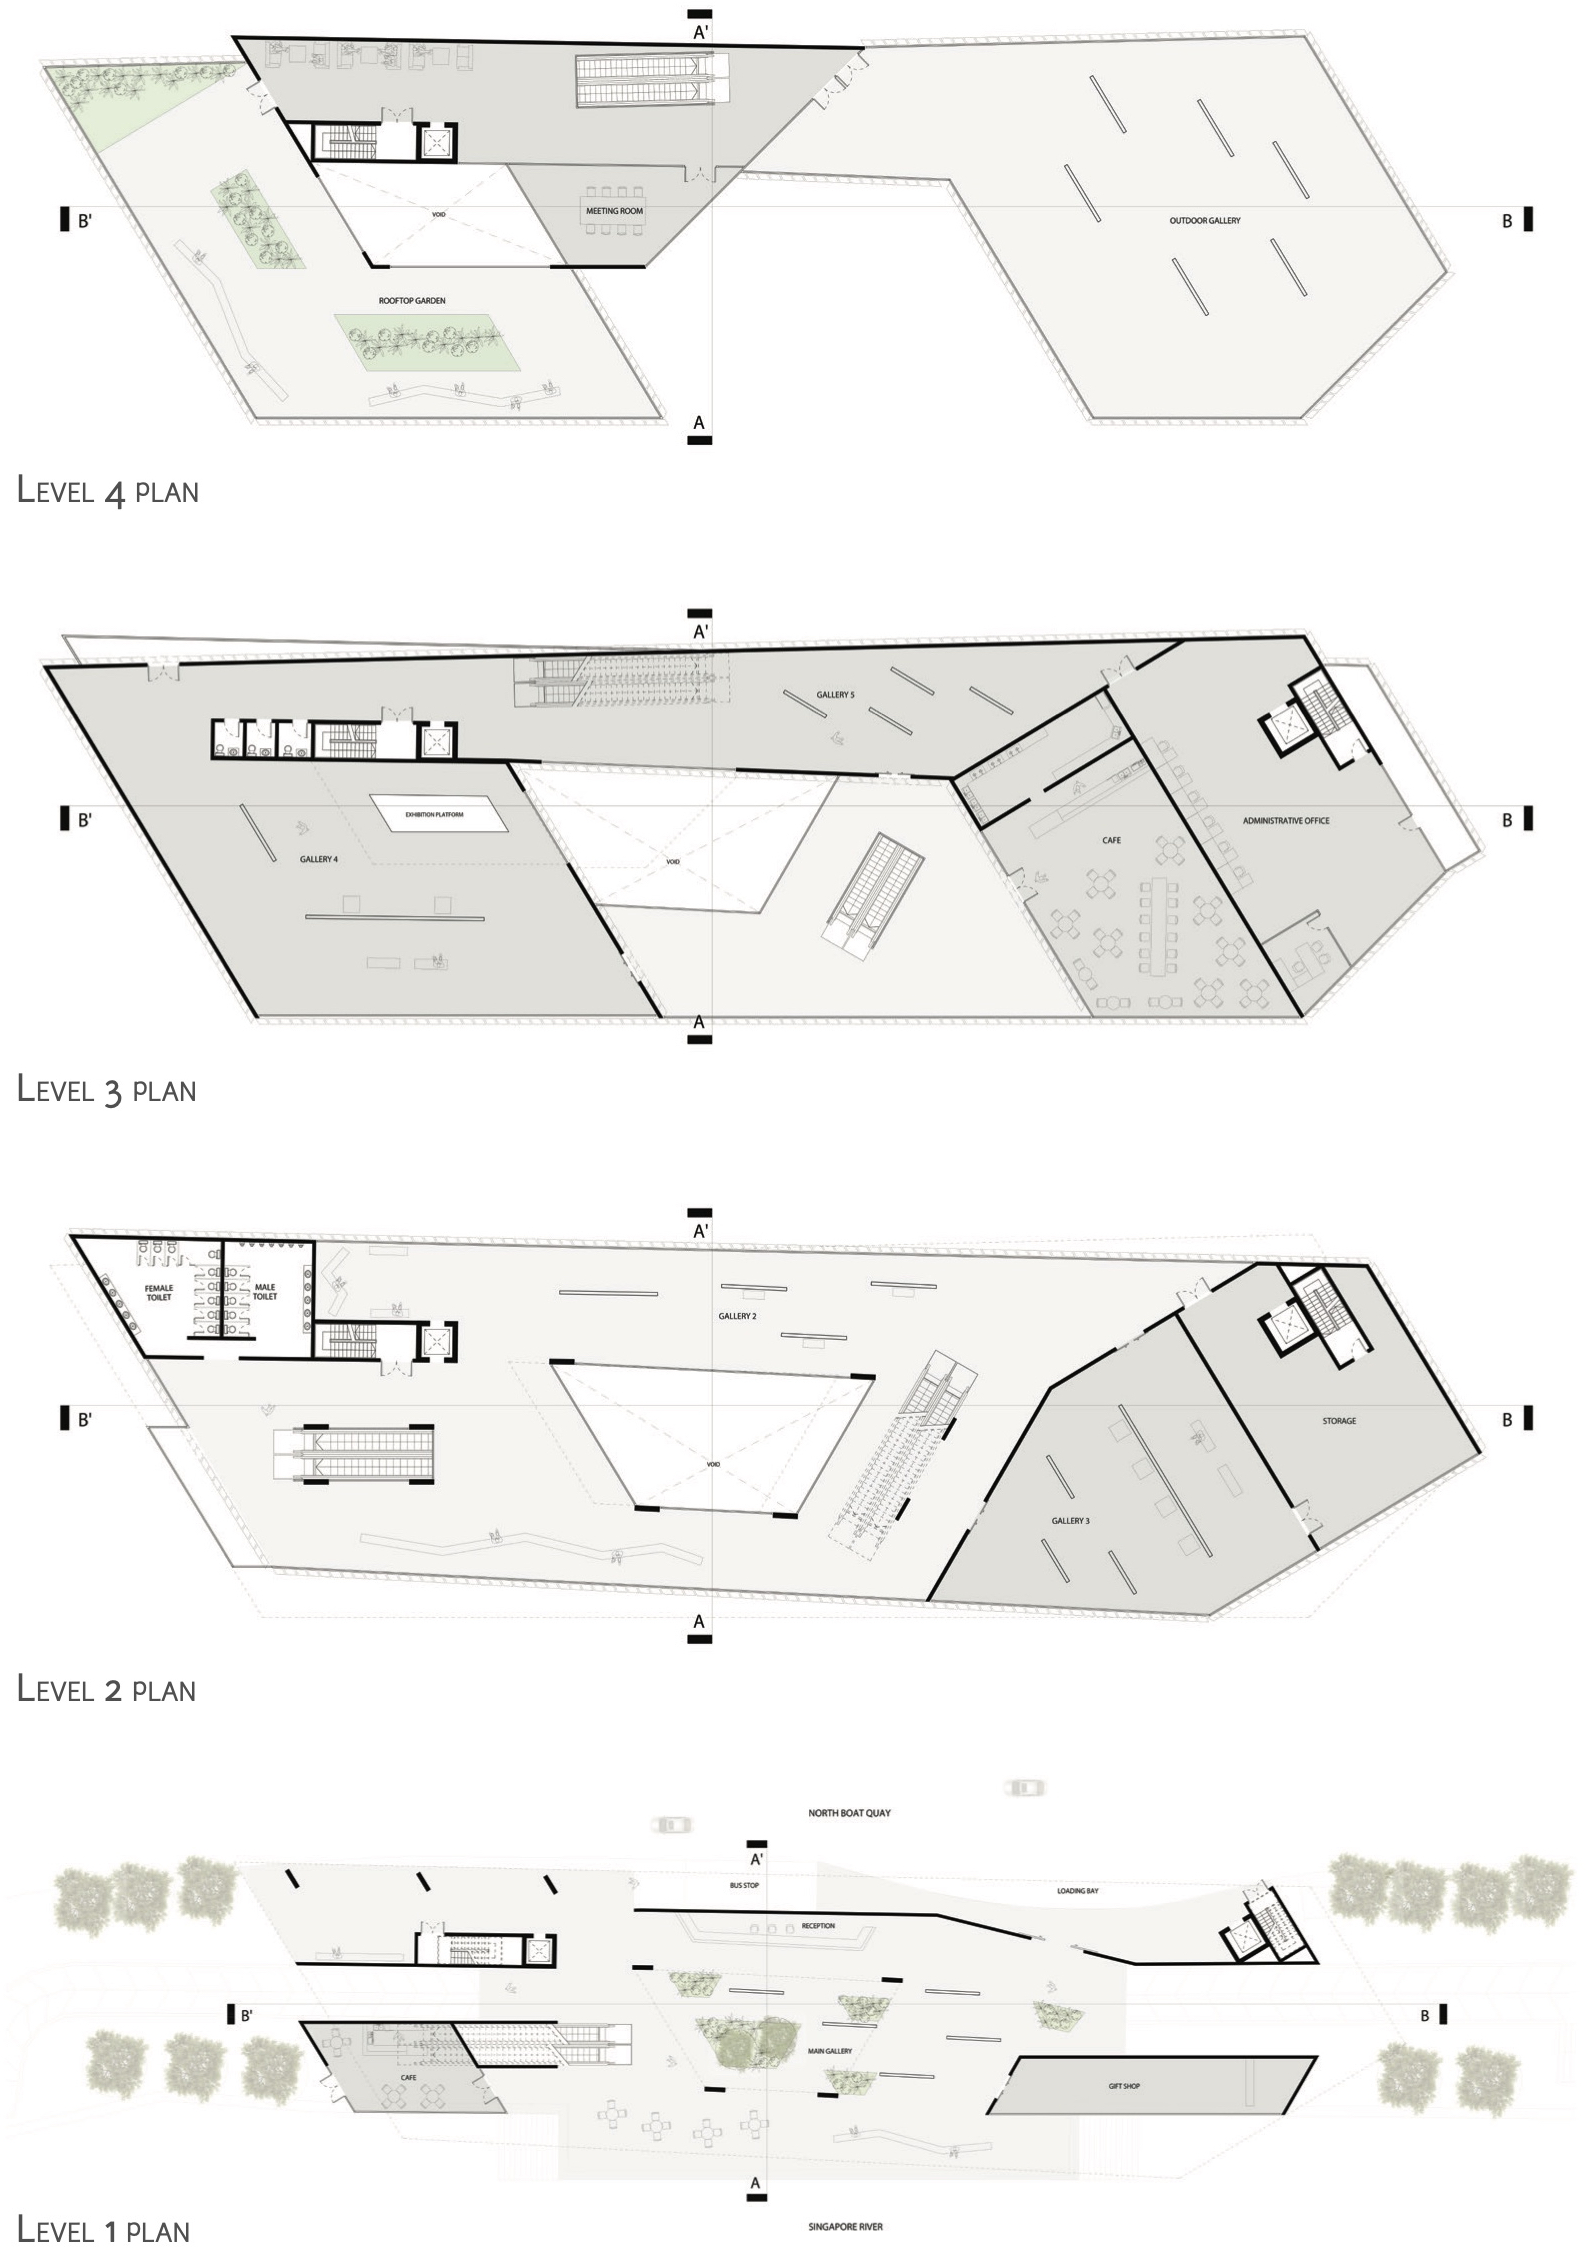 A'
MEETING ROOM
VOID
B'
OUTDOOR GALLERY
B
ROOFTOP GARDEN
A
LEVEL 4 PLAN
A'
GALLERY 5
B'
EXHIBITION PLATFORM
ADMINISTRATIVE OFFICE
B
CAFE
GALLERY 4
VOID
A
LEVEL 3 PLAN
A'
FEMALE
TOILET
MALE
TOILET
GALLERY 2
B'
STORAGE
B
VOID
GALLERY 3
A
LEVEL 2 PLAN
NORTH BOAT QUAY
A'
BUS STOP
LOADING BAY
RECEPTION
B'
B
MAIN GALLERY
CAFE
GIFT SHOP
A
LEVEL 1 PLAN
SINGAPORE RIVER